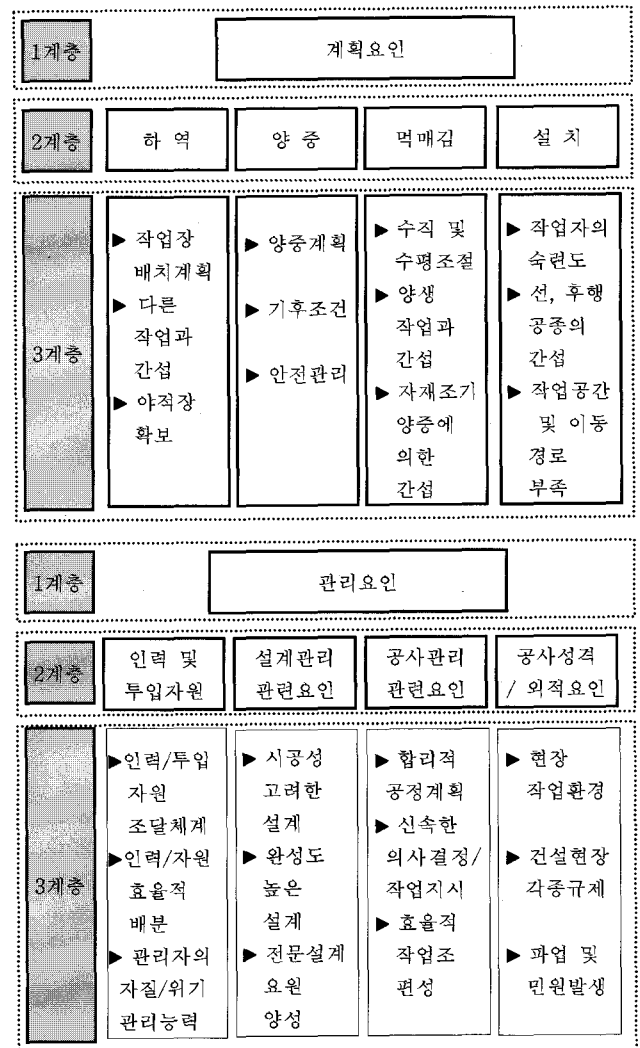 1계층
계획요인
2계층
하 역
양 중
먹매김
설 치
3계층
▶ 작업장
배치계획
▶ 다른
작업과
간섭
▶ 야적장
확보
▶ 양중계획
▶ 기후조건
▶ 안전관리
▶ 수직 및
수평조절
▶ 양생
작업과
간섭
▶ 자재조기
양중에
의한
간섭
▶ 작업자의
숙련도
▶ 선, 후행
공종의
간섭
▶ 작업공간
및 이동
경로
부족
1계층
관리요인
2계층
인력 및
투입자원
설계관리
관련요인
공사관리
관련요인
공사성격
/ 외적요인
3계층
▶인력/투입
자원
조달체계
▶인력/자원
효율적
배분
▶ 관리자의
자질/위기
관리능력
▶ 시공성
고려한
설계
▶ 완성도
높은
설계
▶ 전문설계
요원
양성
▶ 합리적
공정계획
▶ 신속한
의사결정/
작업지시
▶ 효율적
작업조
편성
▶ 현장
작업환경
▶ 건설현장
각종규제
▶ 파업 및
민원발생